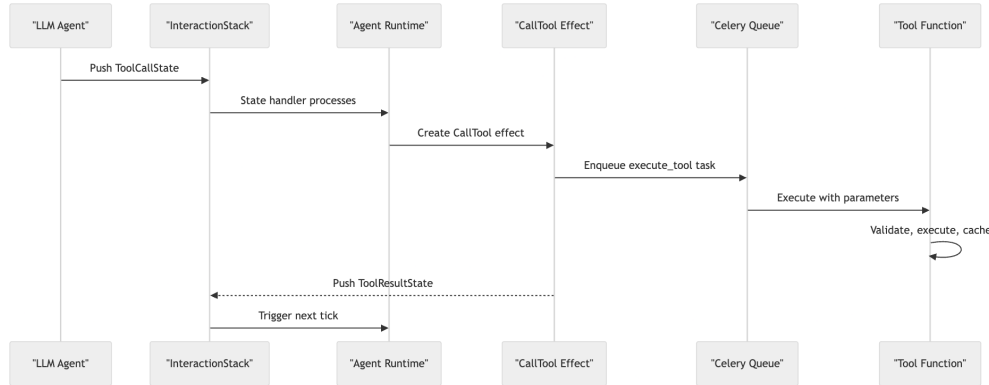 "LLM Agent" "InteractionStack" "Agent Runtime" "CallTool Effect" "Celery Queue" "Tool Function"
Push ToolCallState
State handler processes
Create CallTool effect
Enqueue execute_tool task
Execute with parameters
Validate, execute, cache
Push ToolResultState
Trigger next tick
"LLM Agent" "InteractionStack" "Agent Runtime" "CallTool Effect" "Celery Queue" "Tool Function"